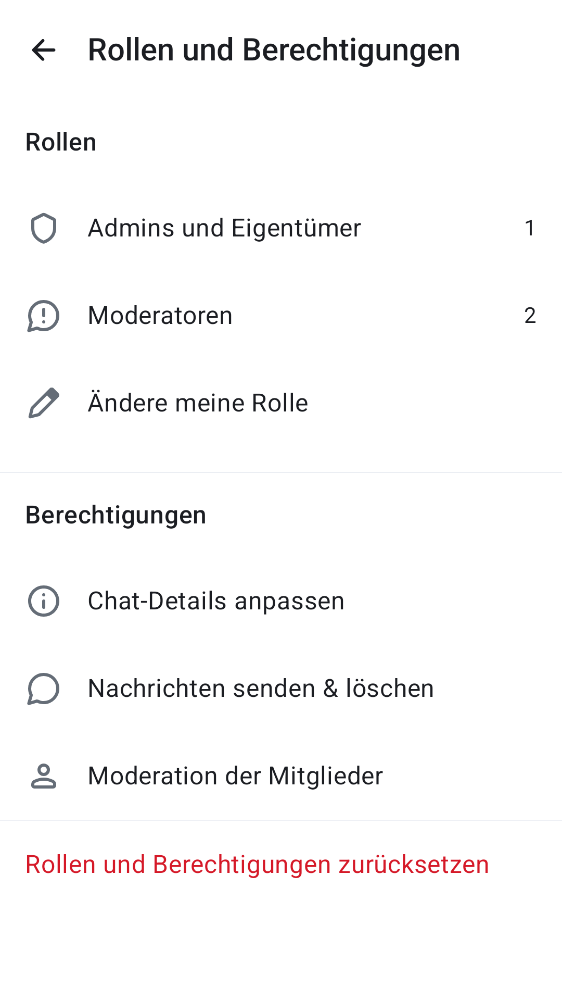 Rollen und Berechtigungen
Rollen
Admins und Eigentümer 1
Moderatoren 2
Ändere meine Rolle
Berechtigungen
Chat-Details anpassen
Nachrichten senden & löschen
Moderation der Mitglieder
Rollen und Berechtigungen zurücksetzen